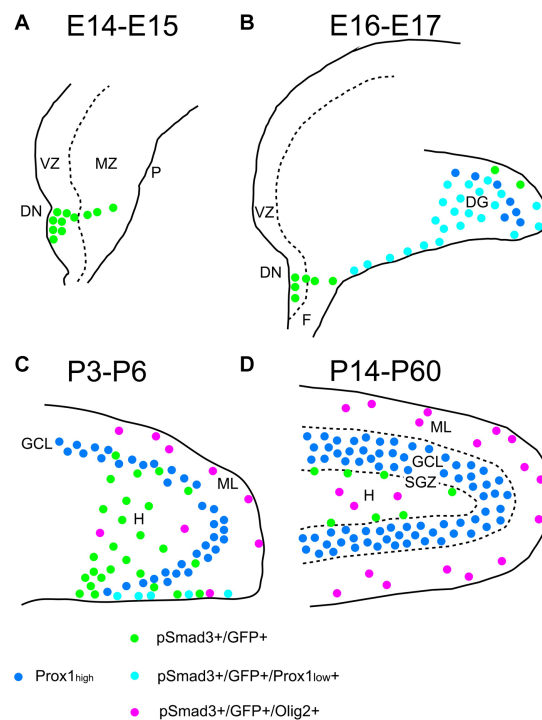 A E14-E15
B E16-E17
VZ MZ P
DN
DG
VZ
DN
F
C P3-P6
D P14-P60
GCL
ML
H
ML
GCL
SGZ
H
pSmad3+/GFP+
Prox1high pSmad3+/GFP+/Prox1low+
pSmad3+/GFP+/Olig2+